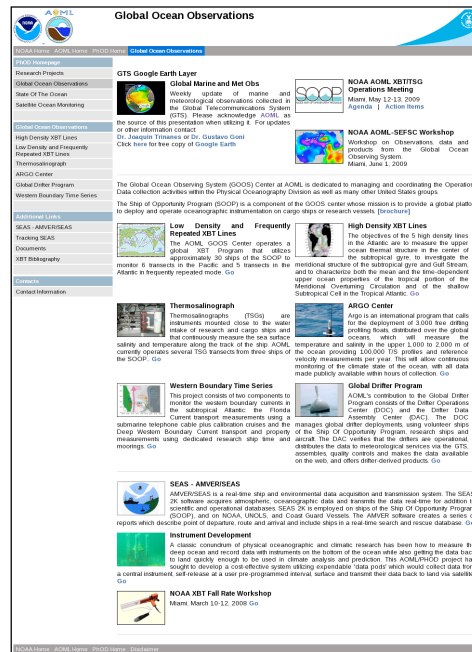 Global Ocean Observations
NOAA Home AOML Home PhOD Home Global Ocean Observations
PhOD Homepage
Research Projects
Global Ocean Observations
State Of The Ocean
Satellite Ocean Monitoring
Global Ocean Observations
High Density XBT Lines
Low Density and Frequently
Repeated XBT Lines
Thermosalinograph
ARGO Center
Global Drifter Program
Western Boundary Time Series
Additional Links
SEAS - AMVER/SEAS
Tracking SEAS
Documents
XBT Bibliography
Contacts
Contact Information
GTS Google Earth Layer
Global Marine and Met Obs
Weekly update of marine and
meteorological observations collected in
the Global Telecommunications System
(GTS). Please acknowledge AOML as
the source of this presentation when utilizing it. For updates
or other information contact
Dr. Joaquin Trinanes or Dr. Gustavo Goni
Click here for free copy of Google Earth
NOAA AOML XBT/TSG
Operations Meeting
Miami, May 12-13, 2009
Agenda | Action Items
NOAA AOML-SEFSC Workshop
Workshop on Observations, data and
products from the Global Ocean
Observing System.
Miami, June 1, 2009
The Global Ocean Observing System (GOOS) Center at AOML is dedicated to managing and coordinating the Operation
Data collection activities within the Physical Oceanography Division as well as many other United States groups.
The Ship of Opportunity Program (SOOP) is a component of the GOOS center whose mission is to provide a global platfo
to deploy and operate oceanographic instrumentation on cargo ships or research vessels. [brochure]
Low Density and Frequently
Repeated XBT Lines
The AOML GOOS Center operates a
global XBT Program that utilizes
approximately 30 ships of the SOOP to
monitor 6 transects in the Pacific and 5 transects in the
Atlantic in frequently repeated mode. Go
High Density XBT Lines
The objectives of the 5 high density lines
in the Atlantic are to measure the upper
ocean thermal structure in the center of
the subtropical gyre, to investigate the
meridional structure of the subtropical gyre and Gulf Stream,
and to characterize both the mean and the time-dependent
upper ocean properties of the tropical portion of the
Meridional Overturning Circulation and of the shallow
Subtropical Cell in the Tropical Atlantic. Go
Thermosalinograph
Thermosalinographs (TSGs) are
instruments mounted close to the water
intake of research and cargo ships and
that continuously measure the sea surface
salinity and temperature along the track of the ship. AOML
currently operates several TSG transects from three ships of
the SOOP. Go
ARGO Center
Argo is an international program that calls
for the deployment of 3,000 free drifting
profiling floats, distributed over the global
oceans, which will measure the
temperature and salinity in the upper 1,000 to 2,000 m of
the ocean providing 100,000 T/S profiles and reference
velocity measurements per year. This will allow continuous
monitoring of the climate state of the ocean, with all data
made publicly available within hours of collection. Go
Western Boundary Time Series
This project consists of two components to
monitor the western boundary currents in
the subtropical Atlantic: the Florida
Current transport measurements using a
submarine telephone cable plus calibration cruises and the
Deep Western Boundary Current transport and property
measurements using dedicated research ship time and
moorings. Go
Global Drifter Program
AOML's contribution to the Global Drifter
Program consists of the Drifter Operations
Center (DOC) and the Drifter Data
Assembly Center (DAC). The DOC
manages global drifter deployments, using volunteer ships
of the Ship Of Opportunity Program, research ships and
aircraft. The DAC verifies that the drifters are operational,
distributes the data to meteorological services via the GTS,
assembles, quality controls and makes the data available
on the web, and offers drifter-derived products. Go
SEAS - AMVER/SEAS
AMVER/SEAS is a real-time ship and environmental data acquisition and transmission system. The SEAS
2K software acquires atmospheric, oceanographic data and transmits the data real-time for addition t
scientific and operational databases. SEAS 2K is employed on ships of the Ship Of Opportunity Program
(SOOP), and on NOAA, UNOLS, and Coast Guard Vessels. The AMVER software creates a series o
reports which describe point of departure, route and arrival and include ships in a real-time search and rescue database. Go
Instrument Development
A classic conundrum of physical oceanographic and climatic research has been how to measure the
deep ocean and record data with instruments on the bottom of the ocean while also getting the data back
to land quickly enough to be used in climate analysis and prediction. This AOML/PHOD project ha
sought to develop a cost-effective system utilizing expendable 'data pods' which would collect data from
a central instrument, self-release at a user pre-programmed interval, surface and transmit their data back to land via satellite
Go
NOAA XBT Fall Rate Workshop
Miami, March 10-12, 2008 Go
NOAA Home AOML Home PhOD Home Disclaimer